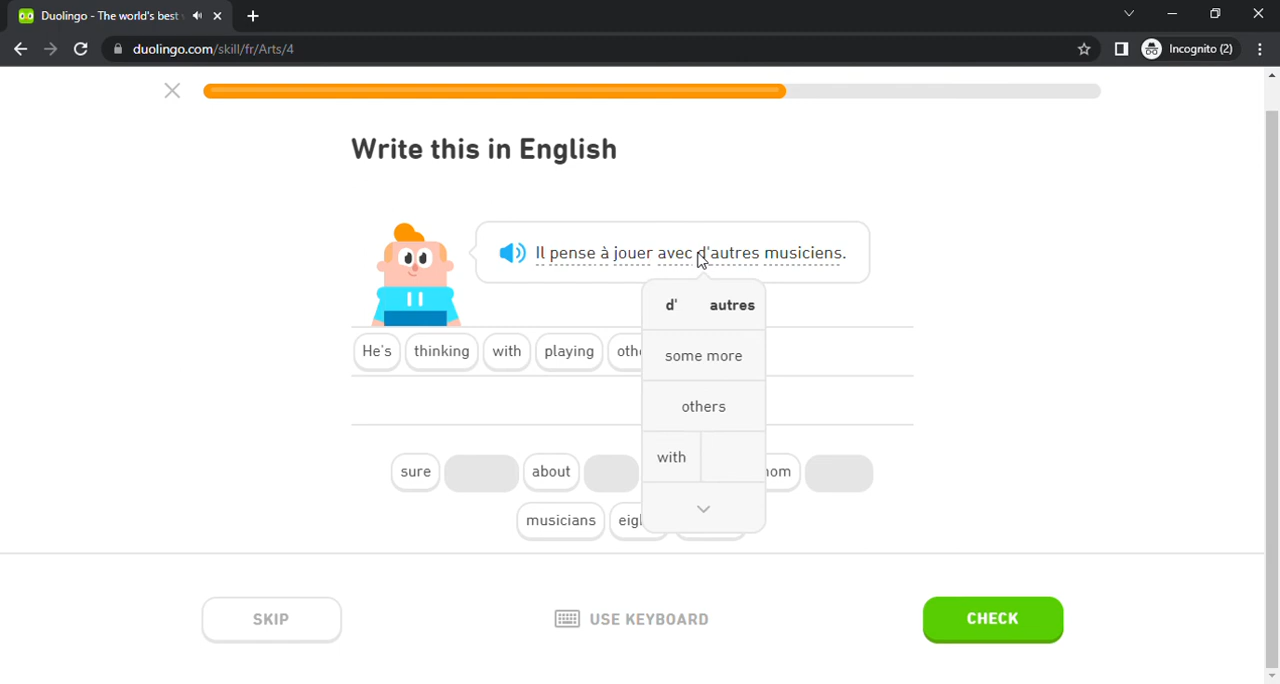 Duolingo - The world's best
duolingo.com/skill/fr/Arts/4
Incognito (2)
Write this in English
Il pense à jouer avec d'autres musiciens.
d' autres
He's thinking with playing
some more
others
with
sure about
musicians
SKIP
USE KEYBOARD
CHECK